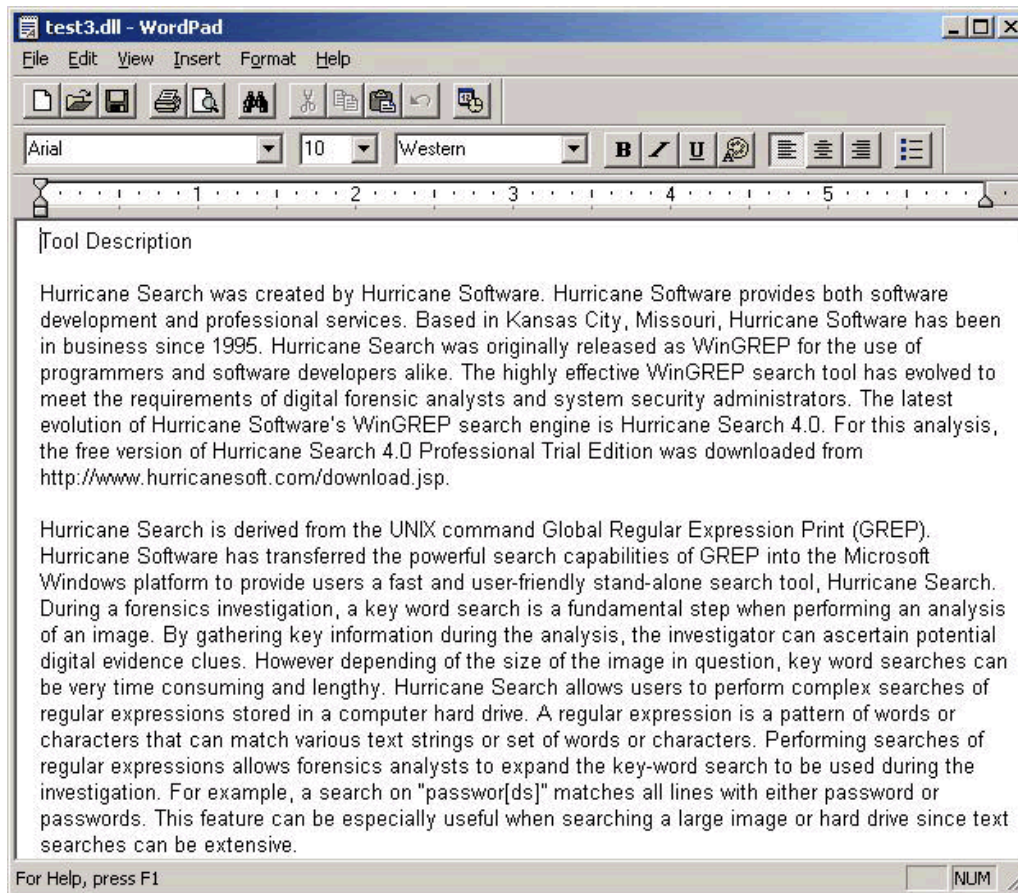 test3.dll - WordPad
File Edit View Insert Format Help
Arial 10 Western B I U
1 2 3 4 5
Tool Description
Hurricane Search was created by Hurricane Software. Hurricane Software provides both software
development and professional services. Based in Kansas City, Missouri, Hurricane Software has been
in business since 1995. Hurricane Search was originally released as WinGREP for the use of
programmers and software developers alike. The highly effective WinGREP search tool has evolved to
meet the requirements of digital forensic analysts and system security administrators. The latest
evolution of Hurricane Software's WinGREP search engine is Hurricane Search 4.0. For this analysis,
the free version of Hurricane Search 4.0 Professional Trial Edition was downloaded from
http://www.hurricanesoft.com/download.jsp.
Hurricane Search is derived from the UNIX command Global Regular Expression Print (GREP).
Hurricane Software has transferred the powerful search capabilities of GREP into the Microsoft
Windows platform to provide users a fast and user-friendly stand-alone search tool, Hurricane Search.
During a forensics investigation, a key word search is a fundamental step when performing an analysis
of an image. By gathering key information during the analysis, the investigator can ascertain potential
digital evidence clues. However depending of the size of the image in question, key word searches can
be very time consuming and lengthy. Hurricane Search allows users to perform complex searches of
regular expressions stored in a computer hard drive. A regular expression is a pattern of words or
characters that can match various text strings or set of words or characters. Performing searches of
regular expressions allows forensics analysts to expand the key-word search to be used during the
investigation. For example, a search on "passwor[ds]" matches all lines with either password or
passwords. This feature can be especially useful when searching a large image or hard drive since text
searches can be extensive.
For Help, press F1 NUM